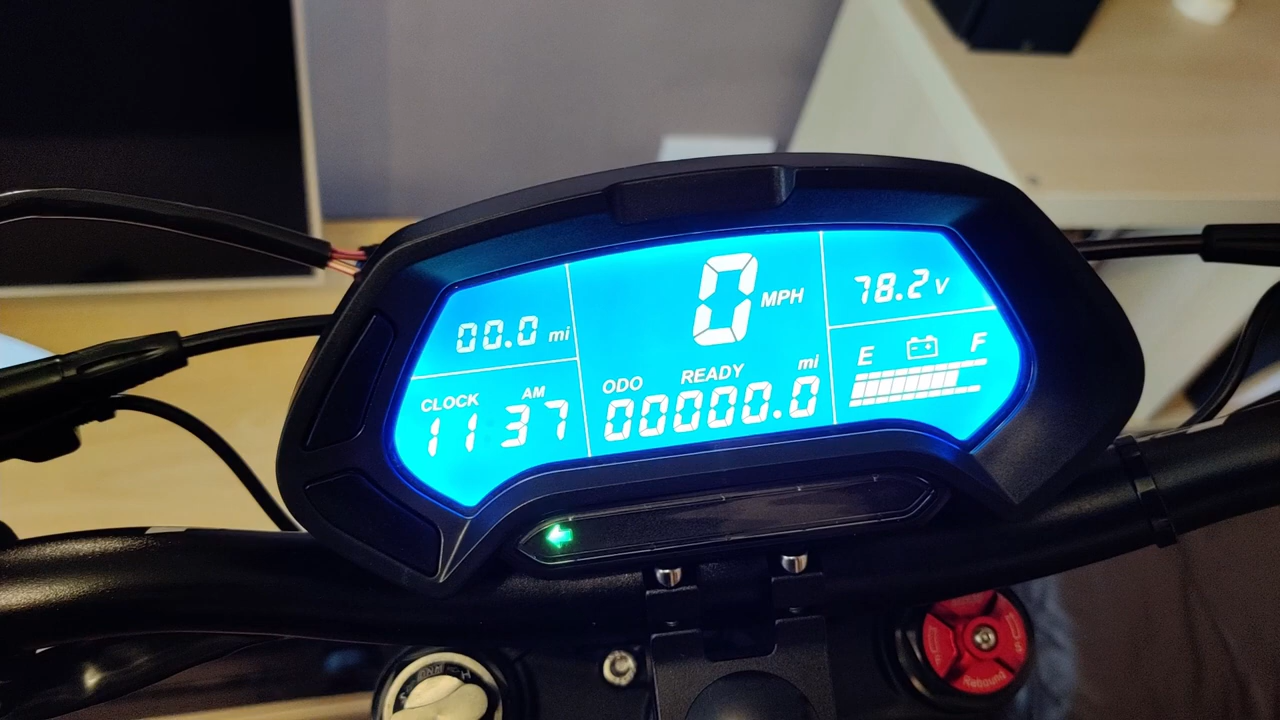 0 MPH
78.2 V
00.0 mi
E F
CLOCK AM
11 37
ODO READY mi
00000.0
Rebound